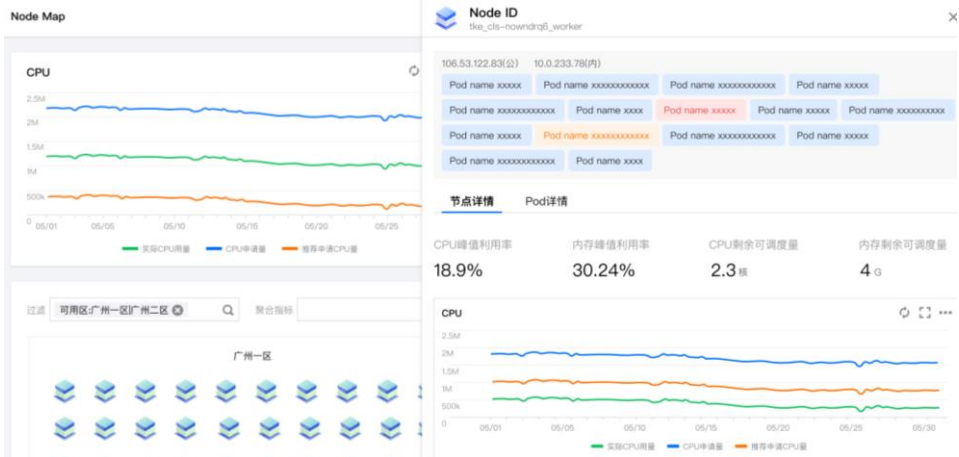 Node Map
CPU
2.5M
2M
1.5M
1M
500k
0
05/01 05/05 05/10 05/15 05/20 05/25
实际CPU用量 CPU申请量 推荐申请CPU量
过滤 可用区:广州一区|广州二区 聚合指标
广州一区
Node ID
tke_cls-nowndrq6_worker
106.53.122.83(公) 10.0.233.78(内)
Pod name xxxxx Pod name xxxxxxxxxxxx Pod name xxxxxxxxxxxx Pod name xxxxx
Pod name xxxxxxxxxxxx Pod name xxxx Pod name xxxxx Pod name xxxxx Pod name xxxxxxxxxx
Pod name xxxxx Pod name xxxxxxxxxxxx Pod name xxxxxxxxxxxx Pod name xxxxx
Pod name xxxxxxxxxxxx Pod name xxxx
节点详情 Pod详情
CPU峰值利用率 内存峰值利用率 CPU剩余可调度量 内存剩余可调度量
18.9% 30.24% 2.3 核 4 G
CPU
2.5M
2M
1.5M
1M
500k
0
05/01 05/05 05/10 05/15 05/20 05/25 05/30
实际CPU用量 CPU申请量 推荐申请CPU量